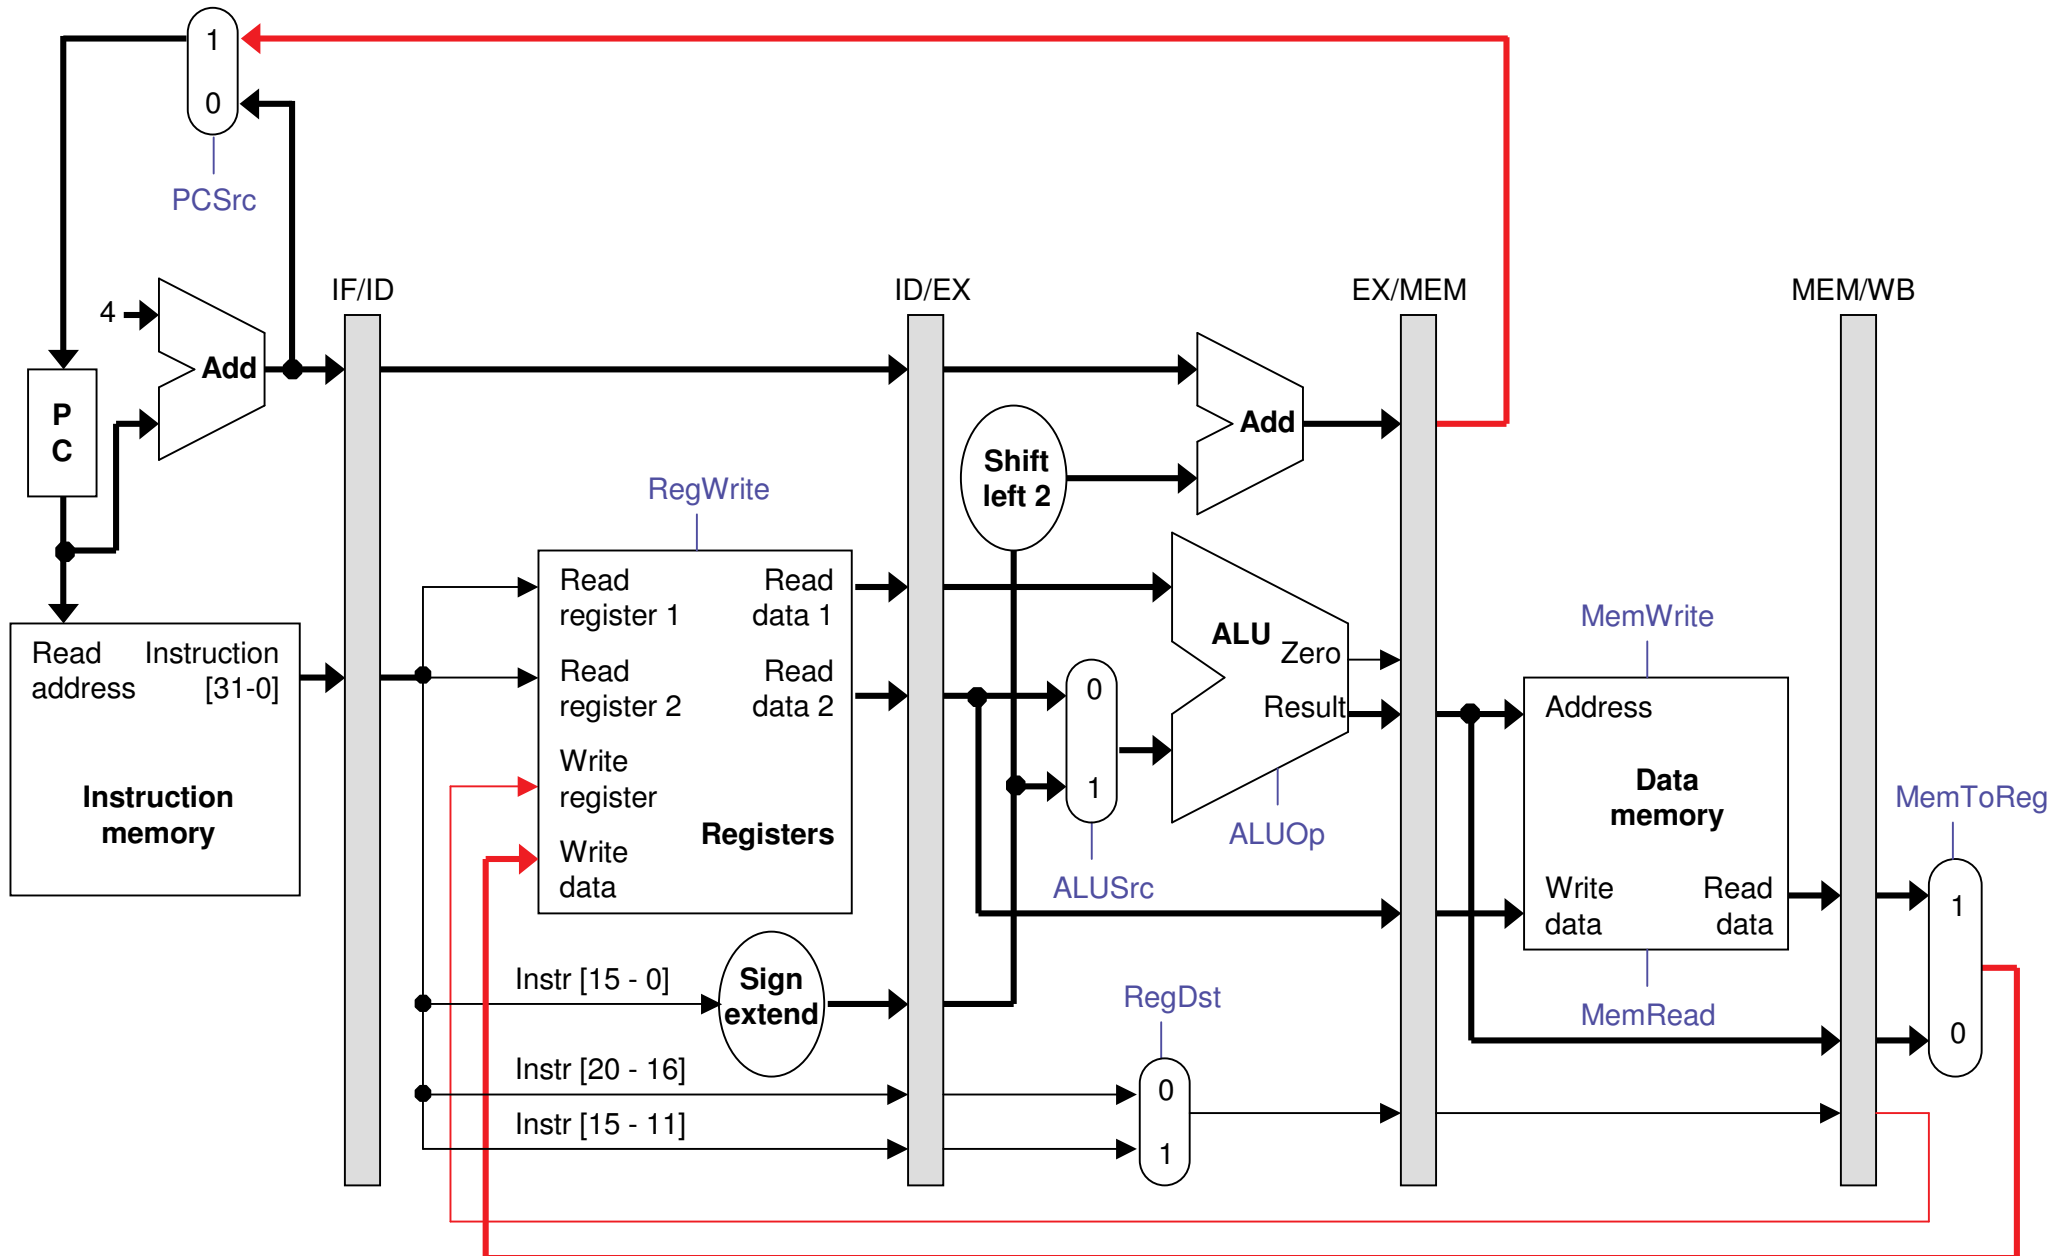 1
0
PCSrc
4
Add
P
C
IF/ID
ID/EX
EX/MEM
MEM/WB
Add
Shift
left 2
RegWrite
Read
address
Instruction
[31-0]
Instruction
memory
Read
register 1
Read
data 1
Read
register 2
Read
data 2
Write
register
Write
data
Registers
0
1
ALUSrc
ALU
Zero
Result
ALUOp
MemWrite
Address
Data
memory
Write
data
Read
data
MemRead
MemToReg
1
0
Instr [15 - 0]
Sign
extend
Instr [20 - 16]
Instr [15 - 11]
RegDst
0
1